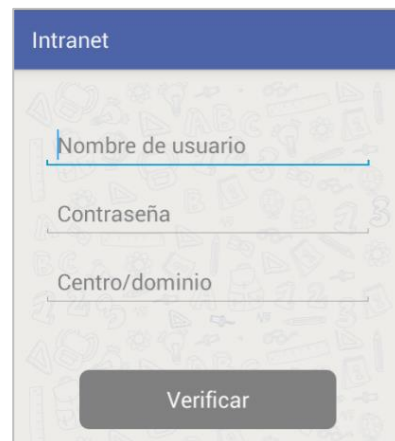 Intranet
Nombre de usuario
Contraseña
Centro/dominio
Verificar